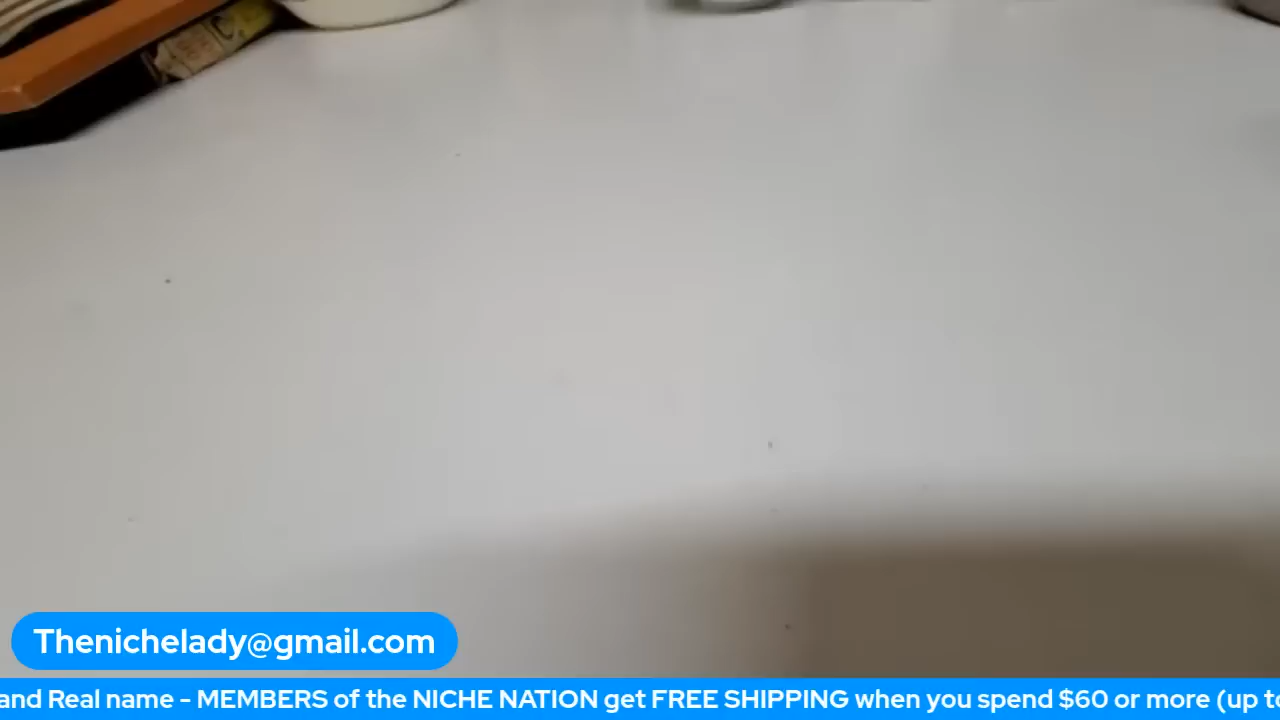 Thenichelady@gmail.com
and Real name - MEMBERS of the NICHE NATION get FREE SHIPPING when you spend $60 or more (up to